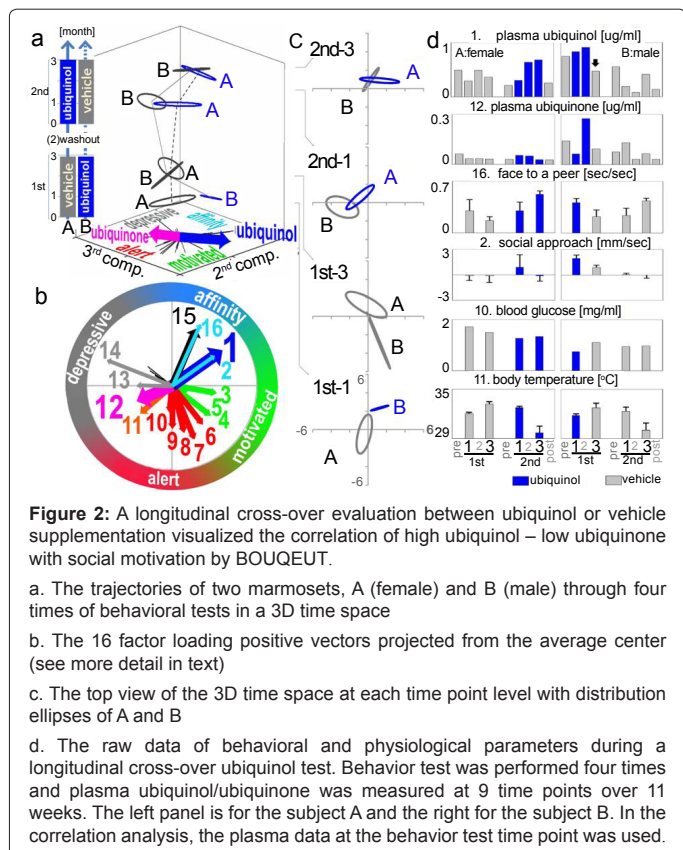 a
[month]
3
2nd
1
0
ubiquinol
vehicle
(2)washout
3
1st
1
0
vehicle
ubiquinol
A B
B
A
B
A
B
A
A
B
depressive
affinity
ubiquinone
ubiquinol
alert
motivated
3rd comp.
2nd comp.
b
affinity
motivated
alert
depressive
15
16
1
2
3
5
4
6
7
8
9
10
11
12
13
14
c
2nd-3
A
B
2nd-1
A
B
1st-3
A
B
6
1st-1
B
-6
6
A
-6
d
1. plasma ubiquinol [ug/ml]
A:female
B:male
1
0
12. plasma ubiquinone [ug/ml]
0.3
0
16. face to a peer [sec/sec]
0.7
0
2. social approach [mm/sec]
3
-3
10. blood glucose [mg/ml]
2
0
11. body temperature [°C]
35
29
pre 1 2 3 1 2 3 post pre 1 2 3 1 2 3 post
1st 2nd 1st 2nd
ubiquinol vehicle
Figure 2: A longitudinal cross-over evaluation between ubiquinol or vehicle
supplementation visualized the correlation of high ubiquinol – low ubiquinone
with social motivation by BOUQEUT.
a. The trajectories of two marmosets, A (female) and B (male) through four
times of behavioral tests in a 3D time space
b. The 16 factor loading positive vectors projected from the average center
(see more detail in text)
c. The top view of the 3D time space at each time point level with distribution
ellipses of A and B
d. The raw data of behavioral and physiological parameters during a
longitudinal cross-over ubiquinol test. Behavior test was performed four times
and plasma ubiquinol/ubiquinone was measured at 9 time points over 11
weeks. The left panel is for the subject A and the right for the subject B. In the
correlation analysis, the plasma data at the behavior test time point was used.